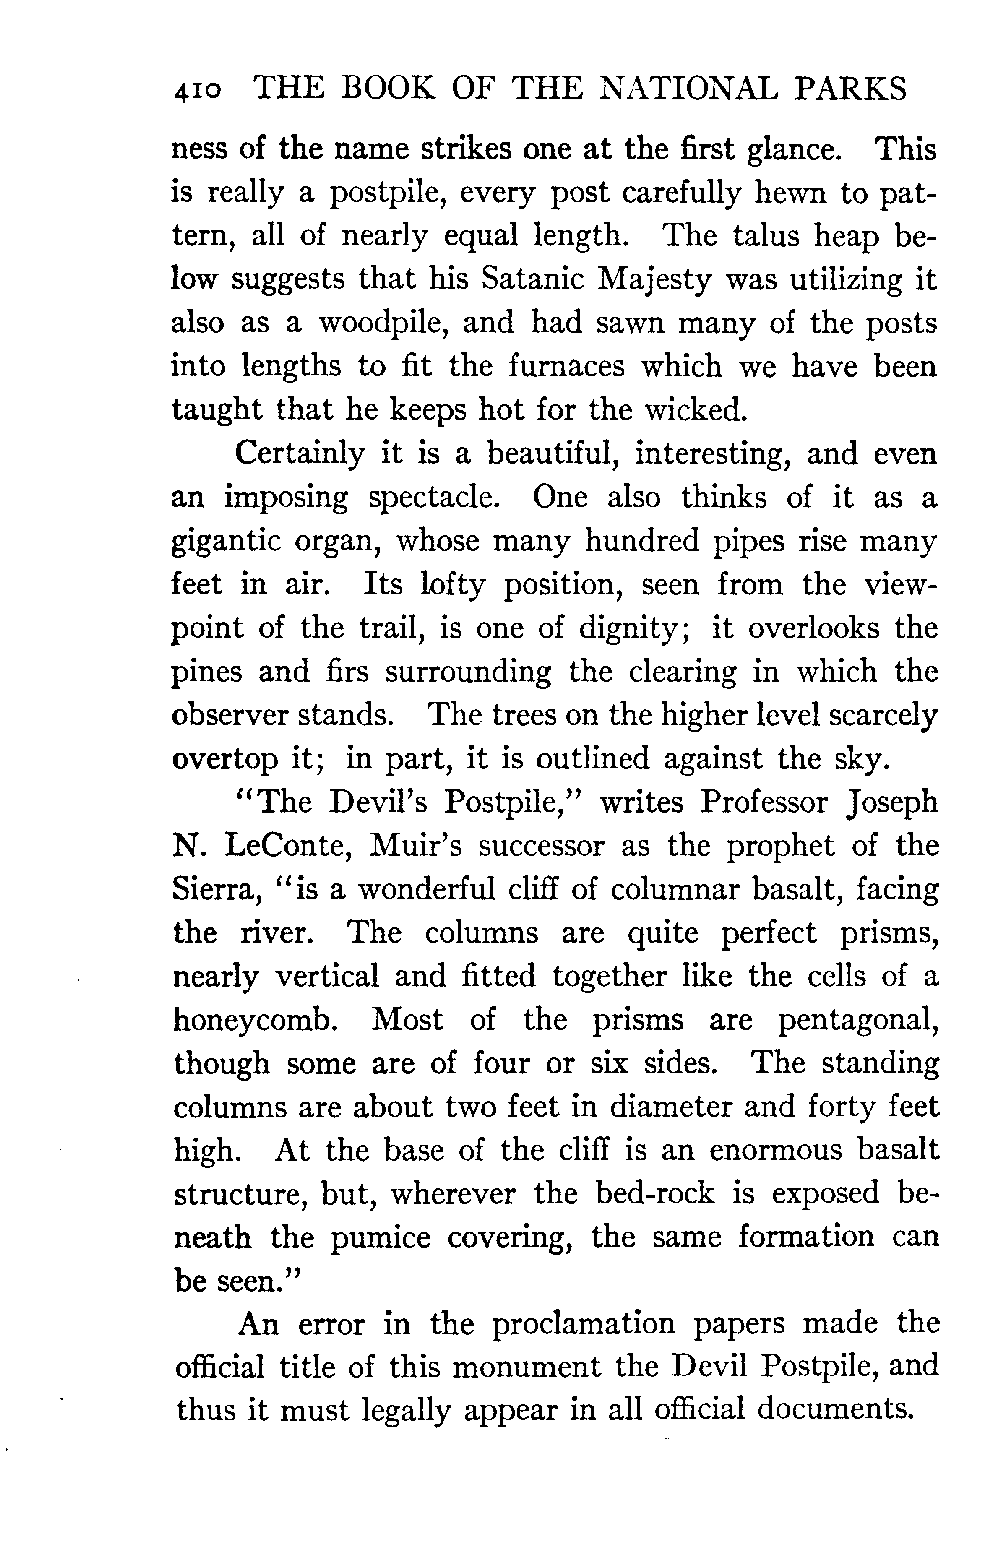 410 THE BOOK OF THE NATIONAL PARKS
ness of the name strikes one at the first glance. This
is really a postpile, every post carefully hewn to pat-
tern, all of nearly equal length. The talus heap be-
low suggests that his Satanic Majesty was utilizing it
also as a woodpile, and had sawn many of the posts
into lengths to fit the furnaces which we have been
taught that he keeps hot for the wicked.
Certainly it is a beautiful, interesting, and even
an imposing spectacle. One also thinks of it as a
gigantic organ, whose many hundred pipes rise many
feet in air. Its lofty position, seen from the view-
point of the trail, is one of dignity; it overlooks the
pines and firs surrounding the clearing in which the
observer stands. The trees on the higher level scarcely
overtop it; in part, it is outlined against the sky.
"The Devil's Postpile," writes Professor Joseph
N. LeConte, Muir's successor as the prophet of the
Sierra, "is a wonderful cliff of columnar basalt, facing
the river. The columns are quite perfect prisms,
nearly vertical and fitted together like the cells of a
honeycomb. Most of the prisms are pentagonal,
though some are of four or six sides. The standing
columns are about two feet in diameter and forty feet
high. At the base of the cliff is an enormous basalt
structure, but, wherever the bed-rock is exposed be-
neath the pumice covering, the same formation can
be seen."
An error in the proclamation papers made the
official title of this monument the Devil Postpile, and
thus it must legally appear in all official documents.